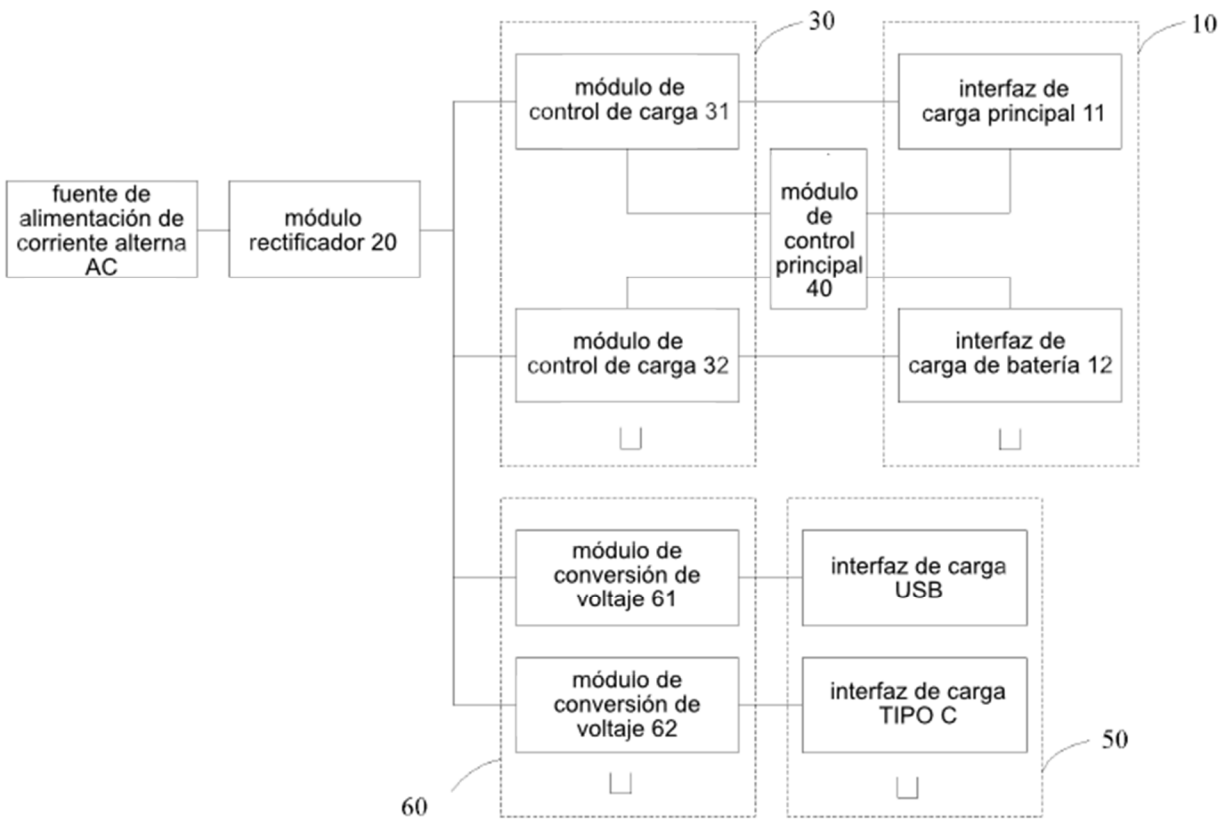 30
10
módulo de
control de carga 31
interfaz de
carga principal 11
fuente de
alimentación de
corriente alterna
AC
módulo
rectificador 20
módulo
de
control
principal
40
módulo de
control de carga 32
interfaz de
carga de batería 12
módulo de
conversión de
voltaje 61
interfaz de carga
USB
módulo de
conversión de
voltaje 62
interfaz de carga
TIPO C
50
60